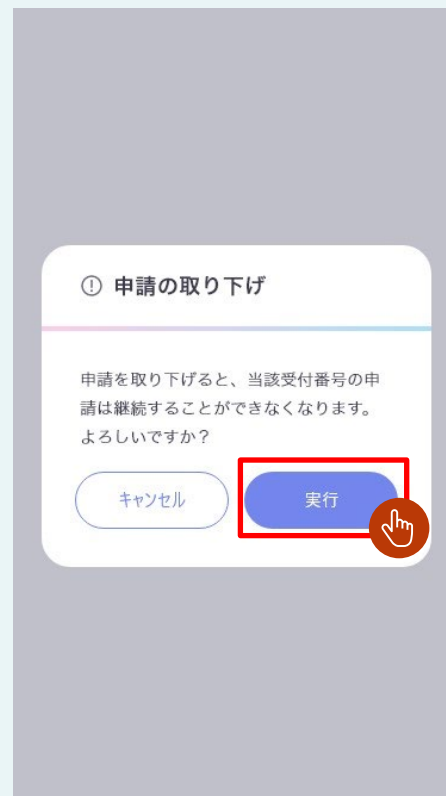 申請の取り下げ
申請を取り下げると、当該受付番号の申
請は継続することができなくなります。
よろしいですか？
キャンセル
実行